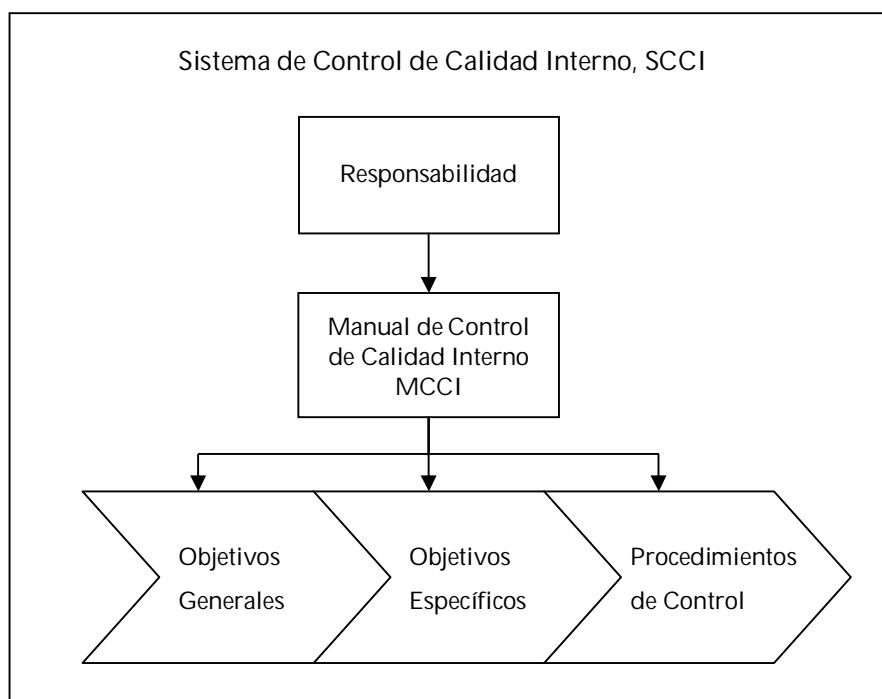 Sistema de Control de Calidad Interno, SCCI
Responsabilidad
Manual de Control
de Calidad Interno
MCCI
Objetivos
Generales
Objetivos
Específicos
Procedimientos
de Control